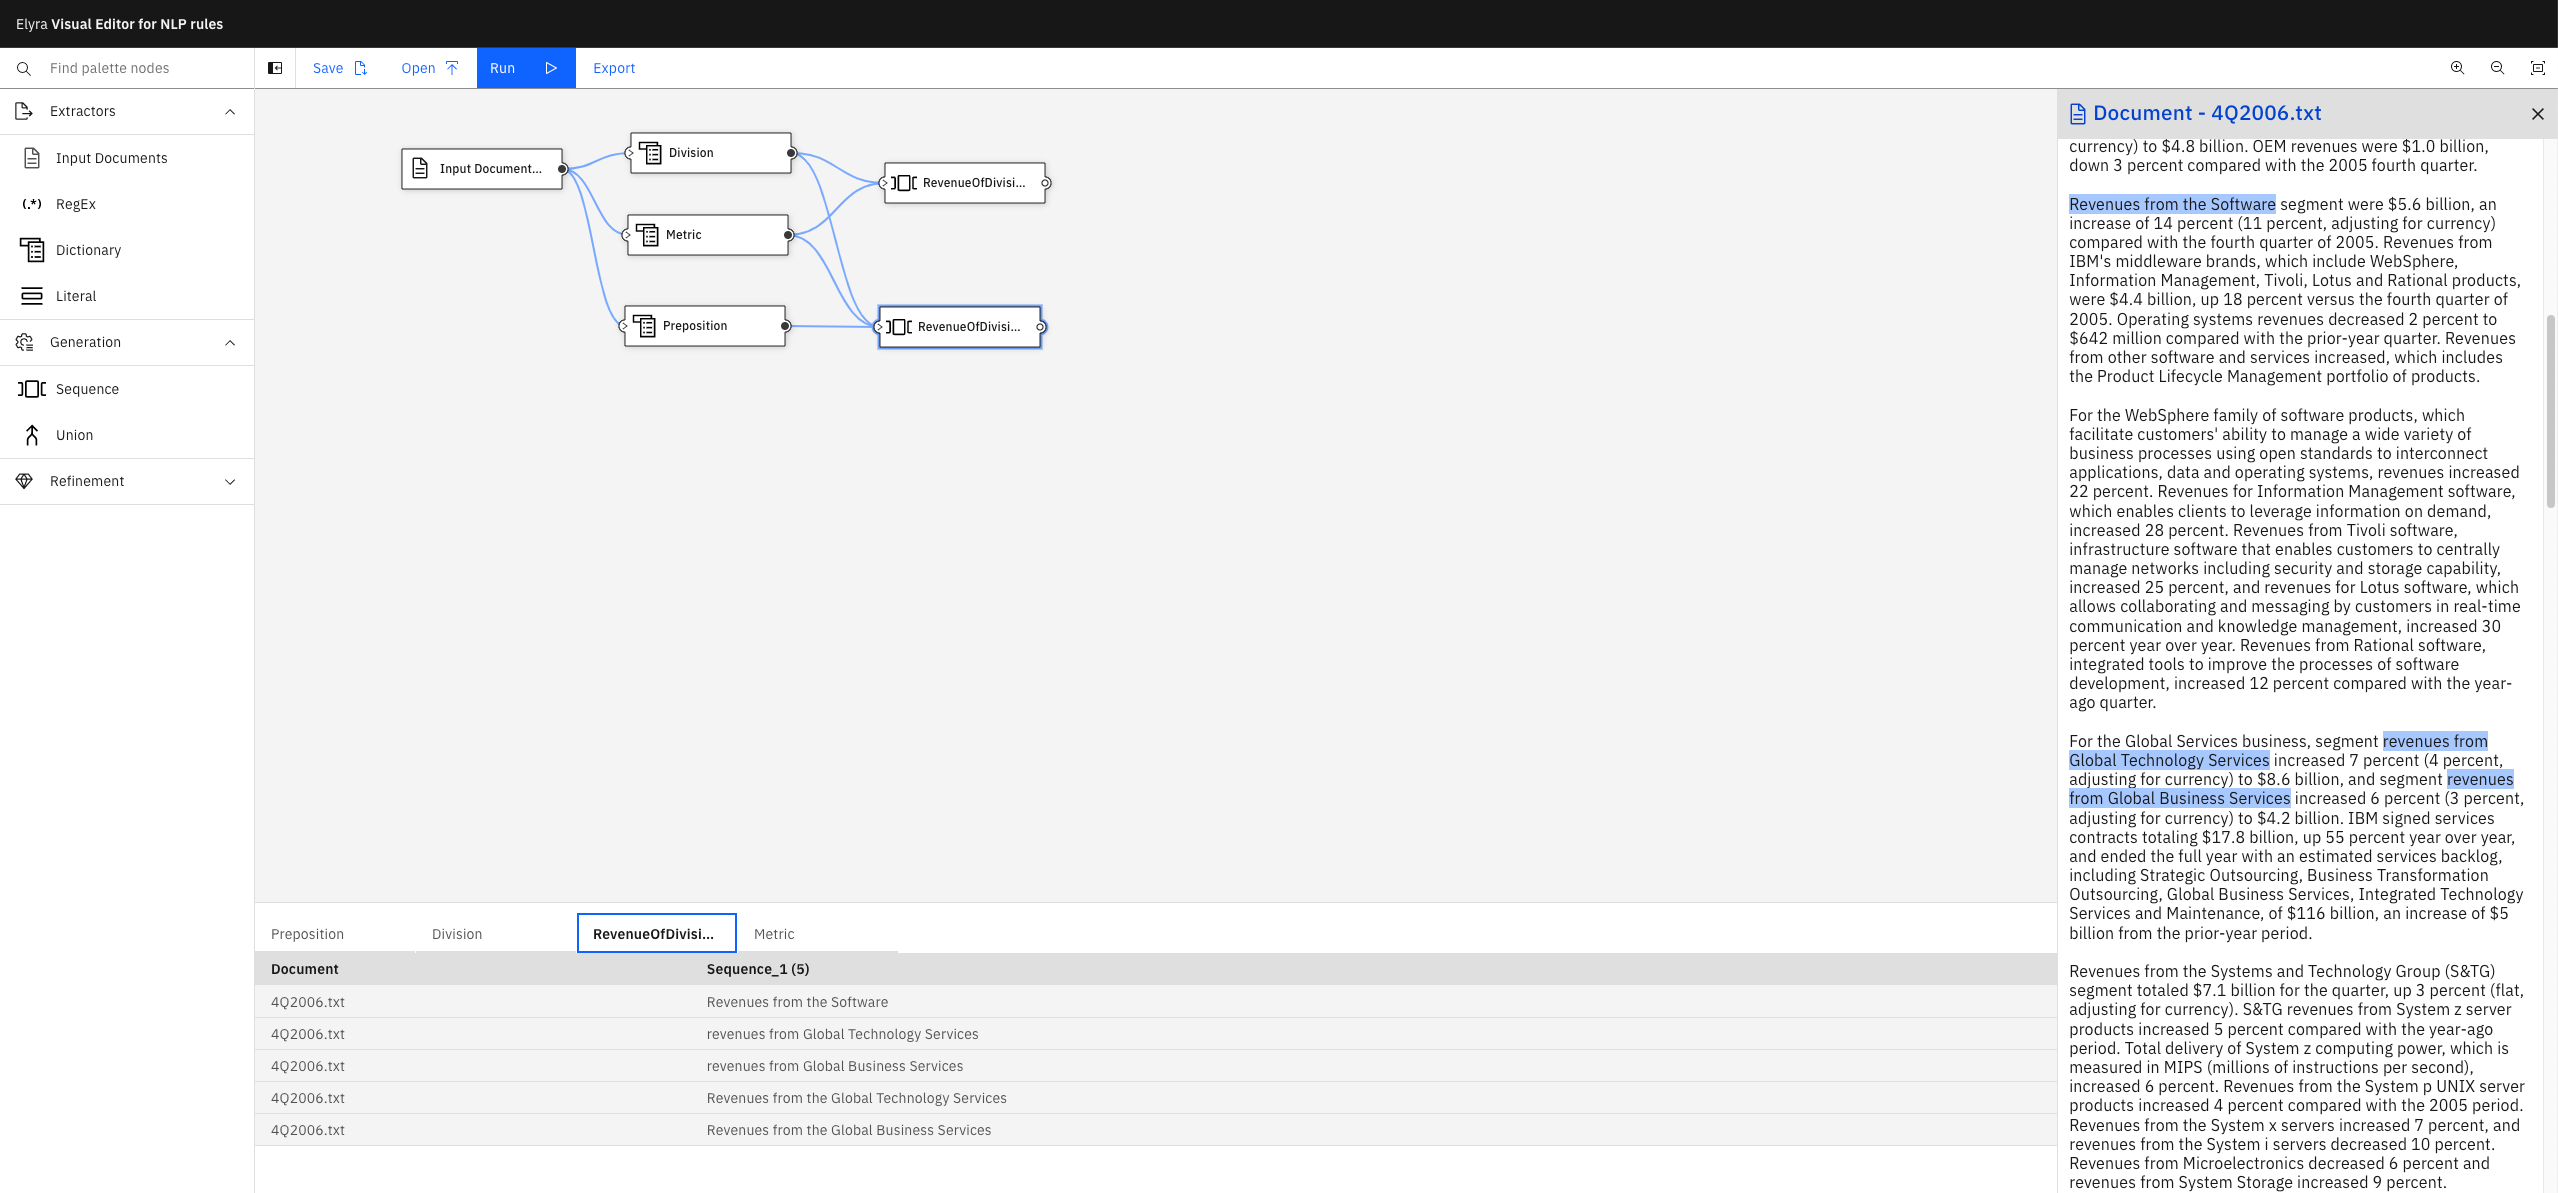 Elyra Visual Editor for NLP rules
Find palette nodes
Save
Open
Run
Export
Extractors
Input Documents
(.*) RegEx
Dictionary
Literal
Generation
Sequence
Union
Refinement
Input Document...
Division
Metric
Preposition
RevenueOfDivisi...
RevenueOfDivisi...
Preposition
Division
RevenueOfDivisi...
Metric
Document Sequence_1 (5)
4Q2006.txt Revenues from the Software
4Q2006.txt revenues from Global Technology Services
4Q2006.txt revenues from Global Business Services
4Q2006.txt Revenues from the Global Technology Services
4Q2006.txt Revenues from the Global Business Services
Document - 4Q2006.txt
currency) to $4.8 billion. OEM revenues were $1.0 billion,
down 3 percent compared with the 2005 fourth quarter.
Revenues from the Software segment were $5.6 billion, an
increase of 14 percent (11 percent, adjusting for currency)
compared with the fourth quarter of 2005. Revenues from
IBM's middleware brands, which include WebSphere,
Information Management, Tivoli, Lotus and Rational products,
were $4.4 billion, up 18 percent versus the fourth quarter of
2005. Operating systems revenues decreased 2 percent to
$642 million compared with the prior-year quarter. Revenues
from other software and services increased, which includes
the Product Lifecycle Management portfolio of products.
For the WebSphere family of software products, which
facilitate customers' ability to manage a wide variety of
business processes using open standards to interconnect
applications, data and operating systems, revenues increased
22 percent. Revenues for Information Management software,
which enables clients to leverage information on demand,
increased 28 percent. Revenues from Tivoli software,
infrastructure software that enables customers to centrally
manage networks including security and storage capability,
increased 25 percent, and revenues for Lotus software, which
allows collaborating and messaging by customers in real-time
communication and knowledge management, increased 30
percent year over year. Revenues from Rational software,
integrated tools to improve the processes of software
development, increased 12 percent compared with the year-
ago quarter.
For the Global Services business, segment revenues from
Global Technology Services increased 7 percent (4 percent,
adjusting for currency) to $8.6 billion, and segment revenues
from Global Business Services increased 6 percent (3 percent,
adjusting for currency) to $4.2 billion. IBM signed services
contracts totaling $17.8 billion, up 55 percent year over year,
and ended the full year with an estimated services backlog,
including Strategic Outsourcing, Business Transformation
Outsourcing, Global Business Services, Integrated Technology
Services and Maintenance, of $116 billion, an increase of $5
billion from the prior-year period.
Revenues from the Systems and Technology Group (S&TG)
segment totaled $7.1 billion for the quarter, up 3 percent (flat,
adjusting for currency). S&TG revenues from System z server
products increased 5 percent compared with the year-ago
period. Total delivery of System z computing power, which is
measured in MIPS (millions of instructions per second),
increased 6 percent. Revenues from the System p UNIX server
products increased 4 percent compared with the 2005 period.
Revenues from the System x servers increased 7 percent, and
revenues from the System i servers decreased 10 percent.
Revenues from Microelectronics decreased 6 percent and
revenues from System Storage increased 9 percent.